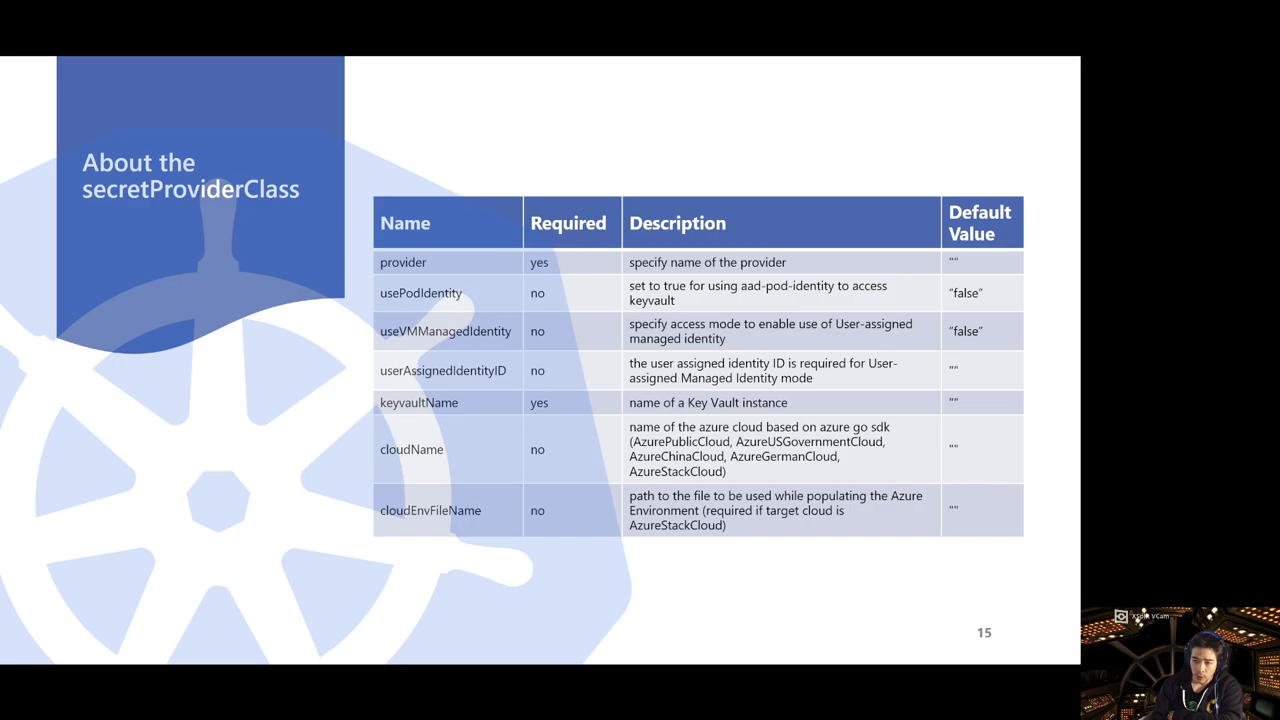 About the
secretProviderClass
Name Required Description Default
Value
provider yes specify name of the provider ""
usePodIdentity no set to true for using aad-pod-identity to access
keyvault "false"
useVMManagedIdentity no specify access mode to enable use of User-assigned
managed identity "false"
userAssignedIdentityID no the user assigned identity ID is required for User-
assigned Managed Identity mode ""
keyvaultName yes name of a Key Vault instance ""
cloudName no name of the azure cloud based on azure go sdk
(AzurePublicCloud, AzureUSGovernmentCloud,
AzureChinaCloud, AzureGermanCloud,
AzureStackCloud) ""
cloudEnvFileName no path to the file to be used while populating the Azure
Environment (required if target cloud is
AzureStackCloud) ""
15
XSplit VCam